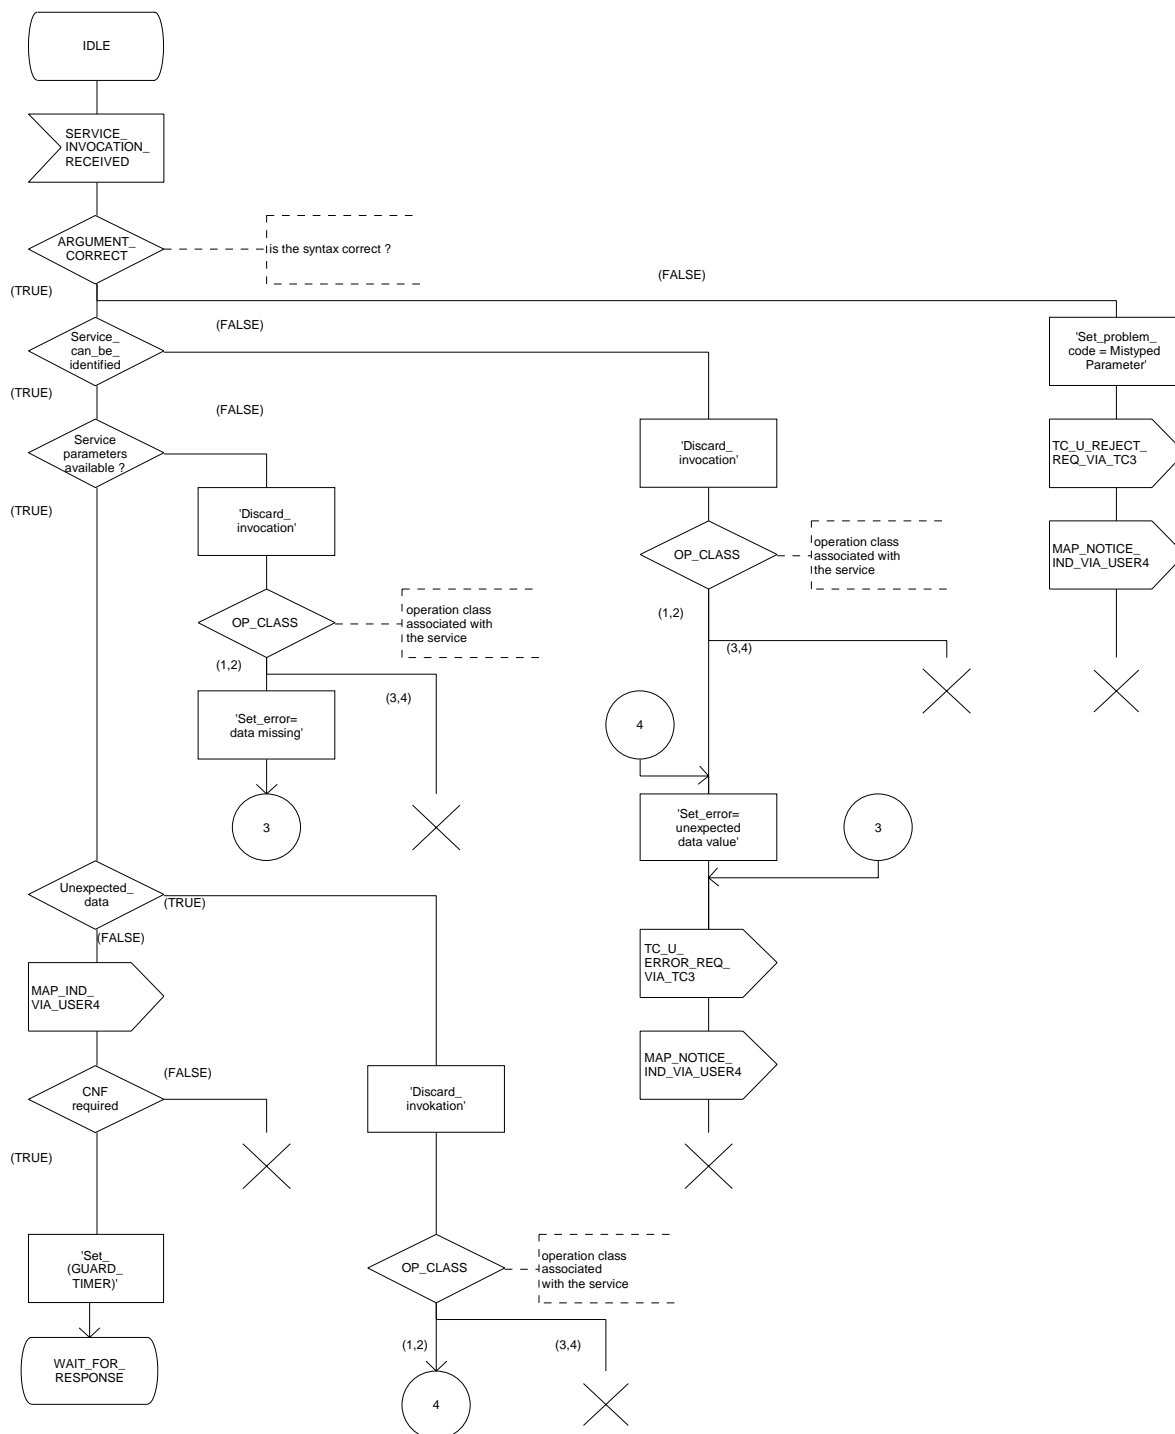 IDLE
SERVICE_
INVOCATION_
RECEIVED
ARGUMENT_
CORRECT
is the syntax correct ?
(TRUE)
(FALSE)
Service_
can_be_
identified
(FALSE)
'Set_problem_
code = Mistyped
Parameter'
(TRUE)
(FALSE)
Service
parameters
available ?
'Discard_
invocation'
TC_U_REJECT_
REQ_VIA_TC3
(TRUE)
'Discard_
invocation'
OP_CLASS
operation class
associated with
the service
MAP_NOTICE_
IND_VIA_USER4
OP_CLASS
operation class
associated with
the service
(1,2)
(3,4)
(1,2)
(3,4)
'Set_error=
data missing'
4
3
'Set_error=
unexpected
data value'
3
Unexpected_
data
(TRUE)
(FALSE)
TC_U_
ERROR_REQ_
VIA_TC3
MAP_IND_
VIA_USER4
MAP_NOTICE_
IND_VIA_USER4
CNF
required
(FALSE)
'Discard_
invokation'
(TRUE)
'Set_
(GUARD_
TIMER)'
OP_CLASS
operation class
associated
with the service
(1,2)
(3,4)
WAIT_FOR_
RESPONSE
4